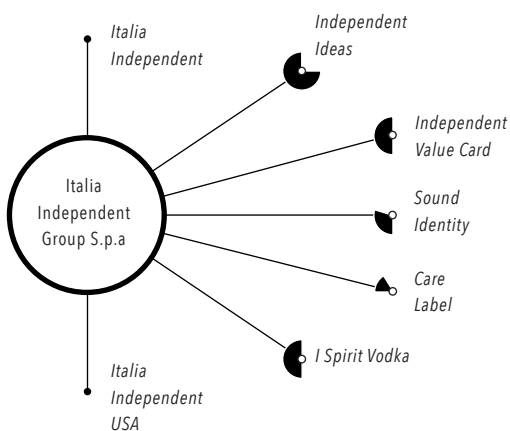 Italia
Independent
Independent
Ideas
Independent
Value Card
Italia
Independent
Group S.p.a
Sound
Identity
Care
Label
I Spirit Vodka
Italia
Independent
USA